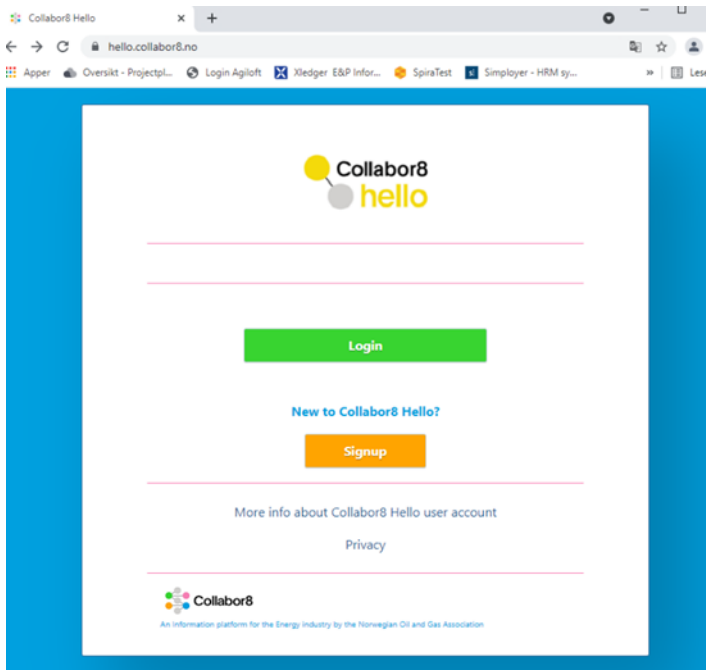 Collabor8 Hello
hello.collabor8.no
Apper Oversikt - Projectpl... Login Agiloft Xledger E&P Infor... SpiraTest Simployer - HRM sy... » Lese
Collabor8
hello
Login
New to Collabor8 Hello?
Signup
More info about Collabor8 Hello user account
Privacy
Collabor8
An information platform for the Energy industry by the Norwegian Oil and Gas Association